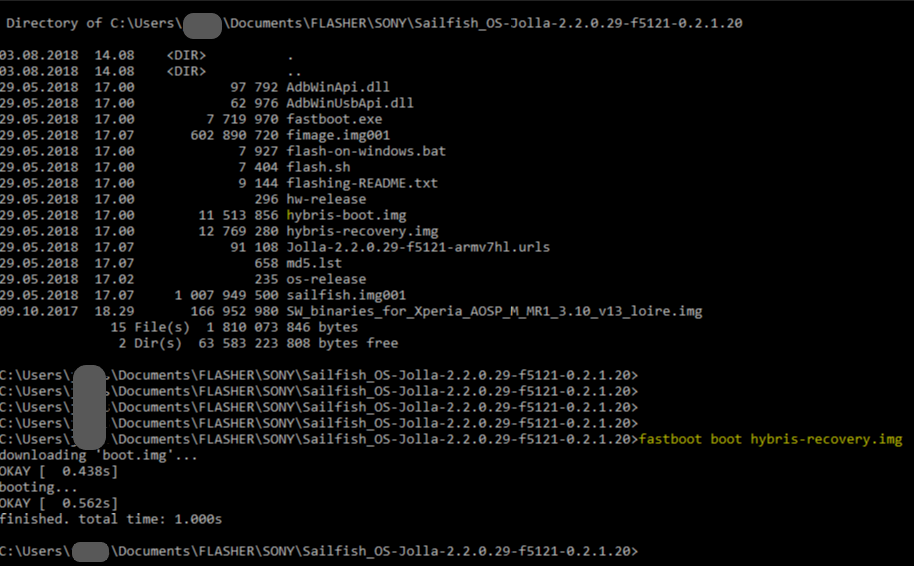 Directory of C:\Users\ \Documents\FLASHER\SONY\Sailfish_OS-Jolla-2.2.0.29-f5121-0.2.1.20
03.08.2018 14.08 <DIR> .
03.08.2018 14.08 <DIR> ..
29.05.2018 17.00 97 792 AdbWinApi.dll
29.05.2018 17.00 62 976 AdbWinUsbApi.dll
29.05.2018 17.00 7 719 970 fastboot.exe
29.05.2018 17.07 602 890 720 fimage.img001
29.05.2018 17.00 7 927 flash-on-windows.bat
29.05.2018 17.00 7 404 flash.sh
29.05.2018 17.00 9 144 flashing-README.txt
29.05.2018 17.00 296 hw-release
29.05.2018 17.00 11 513 856 hybris-boot.img
29.05.2018 17.00 12 769 280 hybris-recovery.img
29.05.2018 17.07 91 108 Jolla-2.2.0.29-f5121-armv7hl.urls
29.05.2018 17.07 658 md5.lst
29.05.2018 17.02 235 os-release
29.05.2018 17.07 1 007 949 500 sailfish.img001
09.10.2017 18.29 166 952 980 SW_binaries_for_Xperia_AOSP_M_MR1_3.10_v13_loire.img
15 File(s) 1 810 073 846 bytes
2 Dir(s) 63 583 223 808 bytes free
C:\Users\ \Documents\FLASHER\SONY\Sailfish_OS-Jolla-2.2.0.29-f5121-0.2.1.20>
C:\Users\ \Documents\FLASHER\SONY\Sailfish_OS-Jolla-2.2.0.29-f5121-0.2.1.20>
C:\Users\ \Documents\FLASHER\SONY\Sailfish_OS-Jolla-2.2.0.29-f5121-0.2.1.20>
C:\Users\ \Documents\FLASHER\SONY\Sailfish_OS-Jolla-2.2.0.29-f5121-0.2.1.20>
C:\Users\ \Documents\FLASHER\SONY\Sailfish_OS-Jolla-2.2.0.29-f5121-0.2.1.20>fastboot boot hybris-recovery.img
downloading 'boot.img'...
OKAY [ 0.438s]
booting...
OKAY [ 0.562s]
finished. total time: 1.000s
C:\Users\ \Documents\FLASHER\SONY\Sailfish_OS-Jolla-2.2.0.29-f5121-0.2.1.20>